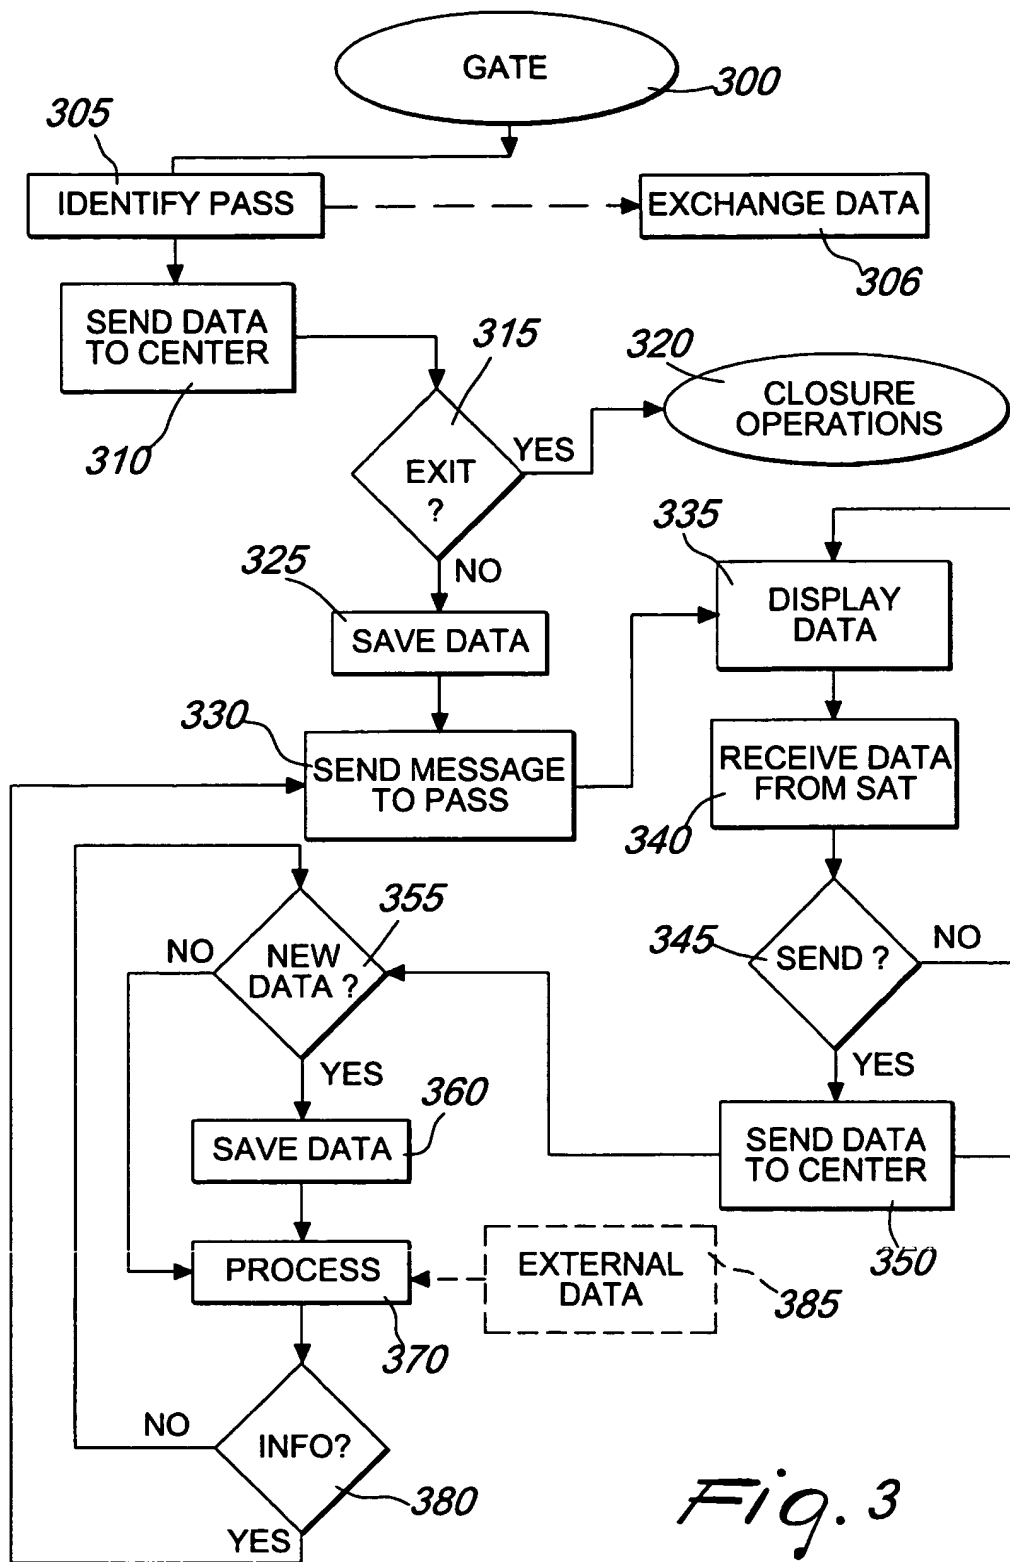 GATE
300
305
IDENTIFY PASS
EXCHANGE DATA
306
SEND DATA
TO CENTER
310
315
EXIT
?
YES
NO
320
CLOSURE
OPERATIONS
325
SAVE DATA
335
DISPLAY
DATA
330
SEND MESSAGE
TO PASS
RECEIVE DATA
FROM SAT
340
355
NEW
DATA ?
NO
YES
345
SEND ?
NO
YES
360
SAVE DATA
SEND DATA
TO CENTER
350
PROCESS
370
EXTERNAL
DATA
385
INFO?
NO
380
YES
Fig. 3